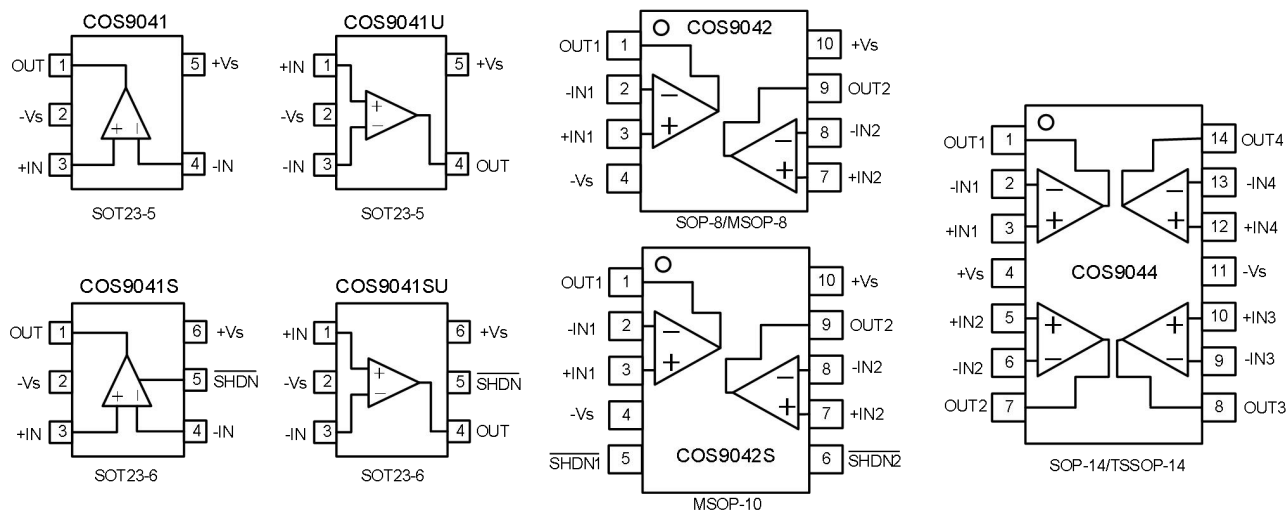 COS9041
OUT 1 5 +Vs
-Vs 2
+IN 3 4 -IN
+ −
SOT23-5
COS9041U
+IN 1 5 +Vs
-Vs 2
-IN 3 4 OUT
+
−
SOT23-5
COS9042
OUT1 1 10 +Vs
-IN1 2 9 OUT2
+IN1 3 8 -IN2
-Vs 4 7 +IN2
− +
− +
SOP-8/MSOP-8
COS9041S
OUT 1 6 +Vs
-Vs 2 5 SHDN
+IN 3 4 -IN
+ −
SOT23-6
COS9041SU
+IN 1 6 +Vs
-Vs 2 5 SHDN
-IN 3 4 OUT
+
−
SOT23-6
OUT1 1 10 +Vs
-IN1 2 9 OUT2
+IN1 3 8 -IN2
-Vs 4 7 +IN2
SHDN1 5 6 SHDN2
− +
− +
COS9042S
MSOP-10
OUT1 1 14 OUT4
-IN1 2 − − 13 -IN4
+IN1 3 + + 12 +IN4
+Vs 4 COS9044 11 -Vs
+IN2 5 + + 10 +IN3
-IN2 6 − − 9 -IN3
OUT2 7 8 OUT3
SOP-14/TSSOP-14